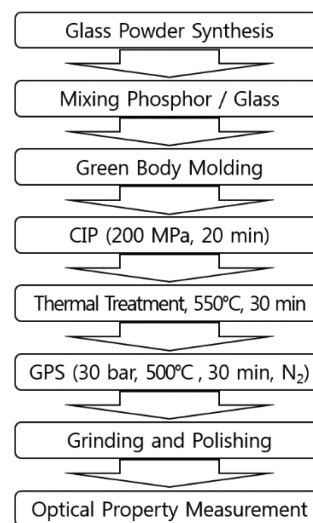 Glass Powder Synthesis
Mixing Phosphor / Glass
Green Body Molding
CIP (200 MPa, 20 min)
Thermal Treatment, 550℃, 30 min
GPS (30 bar, 500℃ , 30 min, N₂)
Grinding and Polishing
Optical Property Measurement